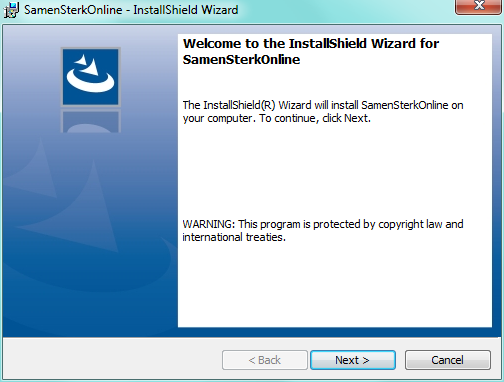 SamenSterkOnline - InstallShield Wizard
Welcome to the InstallShield Wizard for
SamenSterkOnline
The InstallShield(R) Wizard will install SamenSterkOnline on
your computer. To continue, click Next.
WARNING: This program is protected by copyright law and
international treaties.
< Back
Next >
Cancel